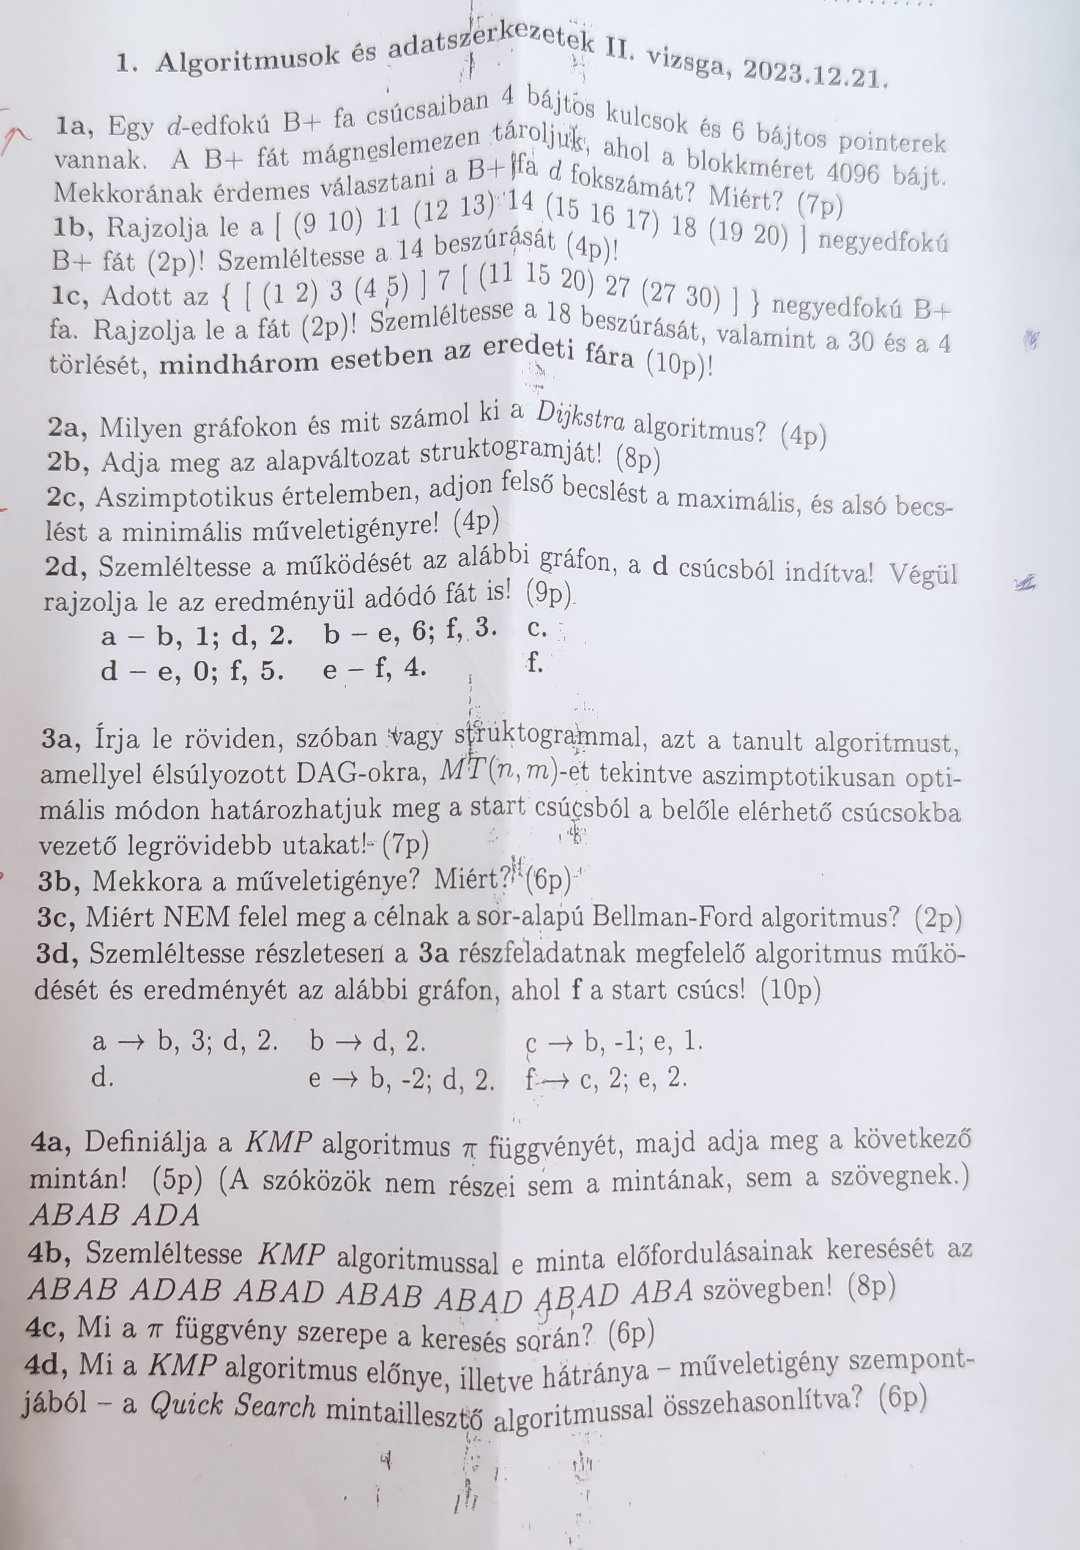 1. Algoritmusok és adatszerkezetek II. vizsga, 2023.12.21.
1a, Egy d-edfokú B+ fa csúcsaiban 4 bájtos kulcsok és 6 bájtos pointerek
vannak. A B+ fát mágneslemezen tároljuk, ahol a blokkméret 4096 bájt.
Mekkorának érdemes választani a B+ fa d fokszámát? Miért? (7p)
1b, Rajzolja le a [ (9 10) 11 (12 13) 14 (15 16 17) 18 (19 20) ] negyedfokú
B+ fát (2p)! Szemléltesse a 14 beszúrását (4p)!
1c, Adott az { [ (1 2) 3 (4 5) ] 7 [ (11 15 20) 27 (27 30) ] } negyedfokú B+
fa. Rajzolja le a fát (2p)! Szemléltesse a 18 beszúrását, valamint a 30 és a 4
törlését, mindhárom esetben az eredeti fára (10p)!
2a, Milyen gráfokon és mit számol ki a Dijkstra algoritmus? (4p)
2b, Adja meg az alapváltozat struktogramját! (8p)
2c, Aszimptotikus értelemben, adjon felső becslést a maximális, és alsó becs-
lést a minimális műveletigényre! (4p)
2d, Szemléltesse a működését az alábbi gráfon, a d csúcsból indítva! Végül
rajzolja le az eredményül adódó fát is! (9p)
a – b, 1; d, 2. b – e, 6; f, 3. c.
d – e, 0; f, 5. e – f, 4. f.
3a, Írja le röviden, szóban vagy struktogrammal, azt a tanult algoritmust,
amellyel élsúlyozott DAG-okra, MT(n, m)-et tekintve aszimptotikusan opti-
mális módon határozhatjuk meg a start csúcsból a belőle elérhető csúcsokba
vezető legrövidebb utakat! (7p)
3b, Mekkora a műveletigénye? Miért? (6p)
3c, Miért NEM felel meg a célnak a sor-alapú Bellman-Ford algoritmus? (2p)
3d, Szemléltesse részletesen a 3a részfeladatnak megfelelő algoritmus műkö-
dését és eredményét az alábbi gráfon, ahol f a start csúcs! (10p)
a → b, 3; d, 2. b → d, 2. c → b, -1; e, 1.
d. e → b, -2; d, 2. f → c, 2; e, 2.
4a, Definiálja a KMP algoritmus π függvényét, majd adja meg a következő
mintán! (5p) (A szóközök nem részei sem a mintának, sem a szövegnek.)
ABAB ADA
4b, Szemléltesse KMP algoritmussal e minta előfordulásainak keresését az
ABAB ADAB ABAD ABAB ABAD ABAD ABA szövegben! (8p)
4c, Mi a π függvény szerepe a keresés során? (6p)
4d, Mi a KMP algoritmus előnye, illetve hátránya – műveletigény szempont-
jából – a Quick Search mintaillesztő algoritmussal összehasonlítva? (6p)